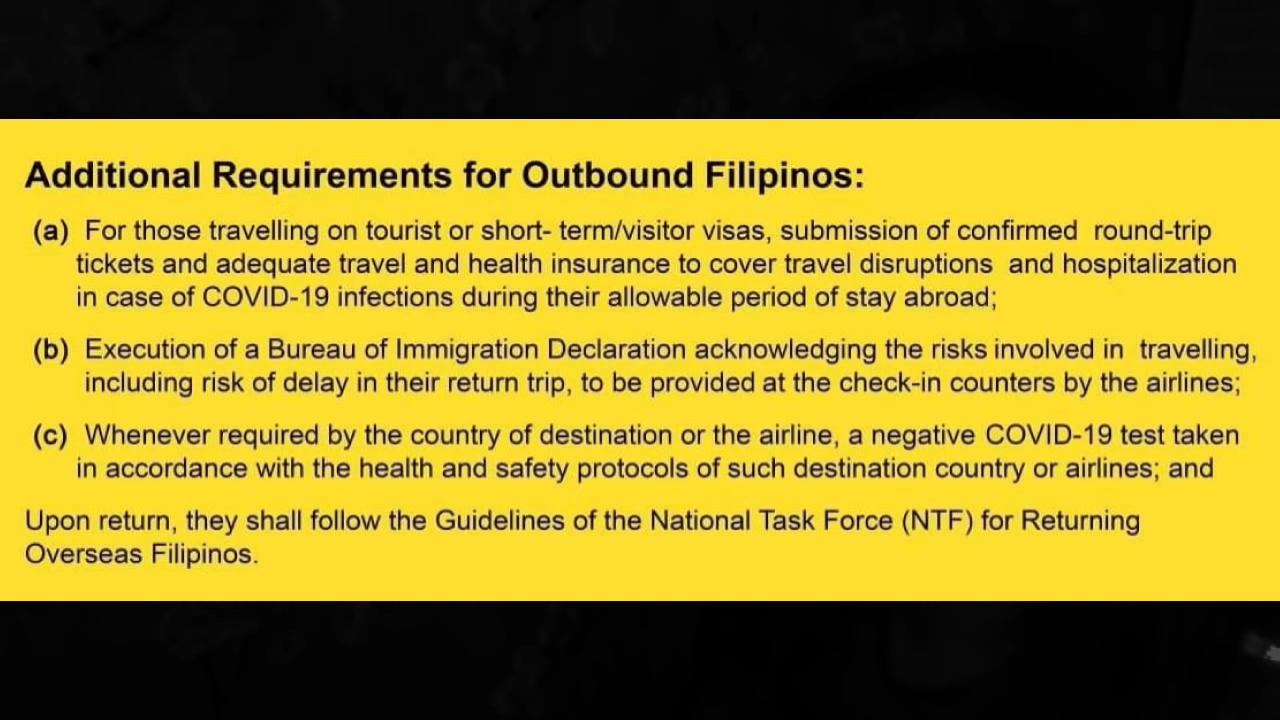 Additional Requirements for Outbound Filipinos:
(a) For those travelling on tourist or short- term/visitor visas, submission of confirmed round-trip
tickets and adequate travel and health insurance to cover travel disruptions and hospitalization
in case of COVID-19 infections during their allowable period of stay abroad;
(b) Execution of a Bureau of Immigration Declaration acknowledging the risks involved in travelling,
including risk of delay in their return trip, to be provided at the check-in counters by the airlines;
(c) Whenever required by the country of destination or the airline, a negative COVID-19 test taken
in accordance with the health and safety protocols of such destination country or airlines; and
Upon return, they shall follow the Guidelines of the National Task Force (NTF) for Returning
Overseas Filipinos.